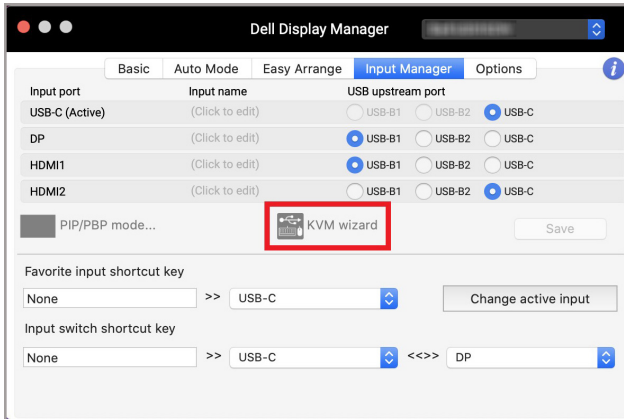 Dell Display Manager
Basic Auto Mode Easy Arrange Input Manager Options i
Input port Input name USB upstream port
USB-C (Active) (Click to edit) USB-B1 USB-B2 USB-C
DP (Click to edit) USB-B1 USB-B2 USB-C
HDMI1 (Click to edit) USB-B1 USB-B2 USB-C
HDMI2 (Click to edit) USB-B1 USB-B2 USB-C
PIP/PBP mode... KVM wizard Save
Favorite input shortcut key
None >> USB-C Change active input
Input switch shortcut key
None >> USB-C <<>> DP